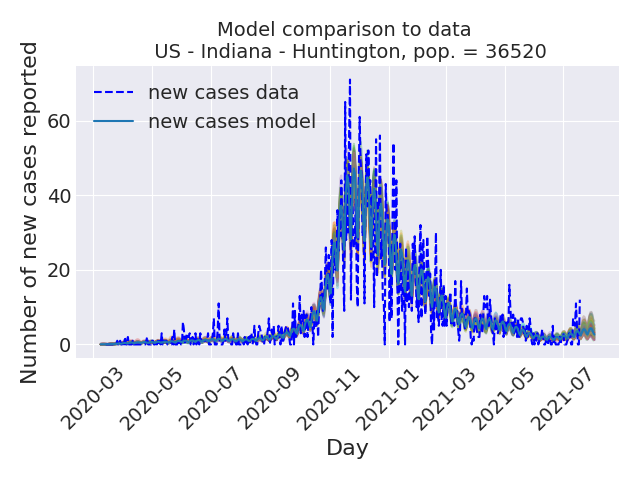 Model comparison to data
US - Indiana - Huntington, pop. = 36520
Number of new cases reported
new cases data
new cases model
60
40
20
0
2020-03
2020-05
2020-07
2020-09
2020-11
2021-01
2021-03
2021-05
2021-07
Day